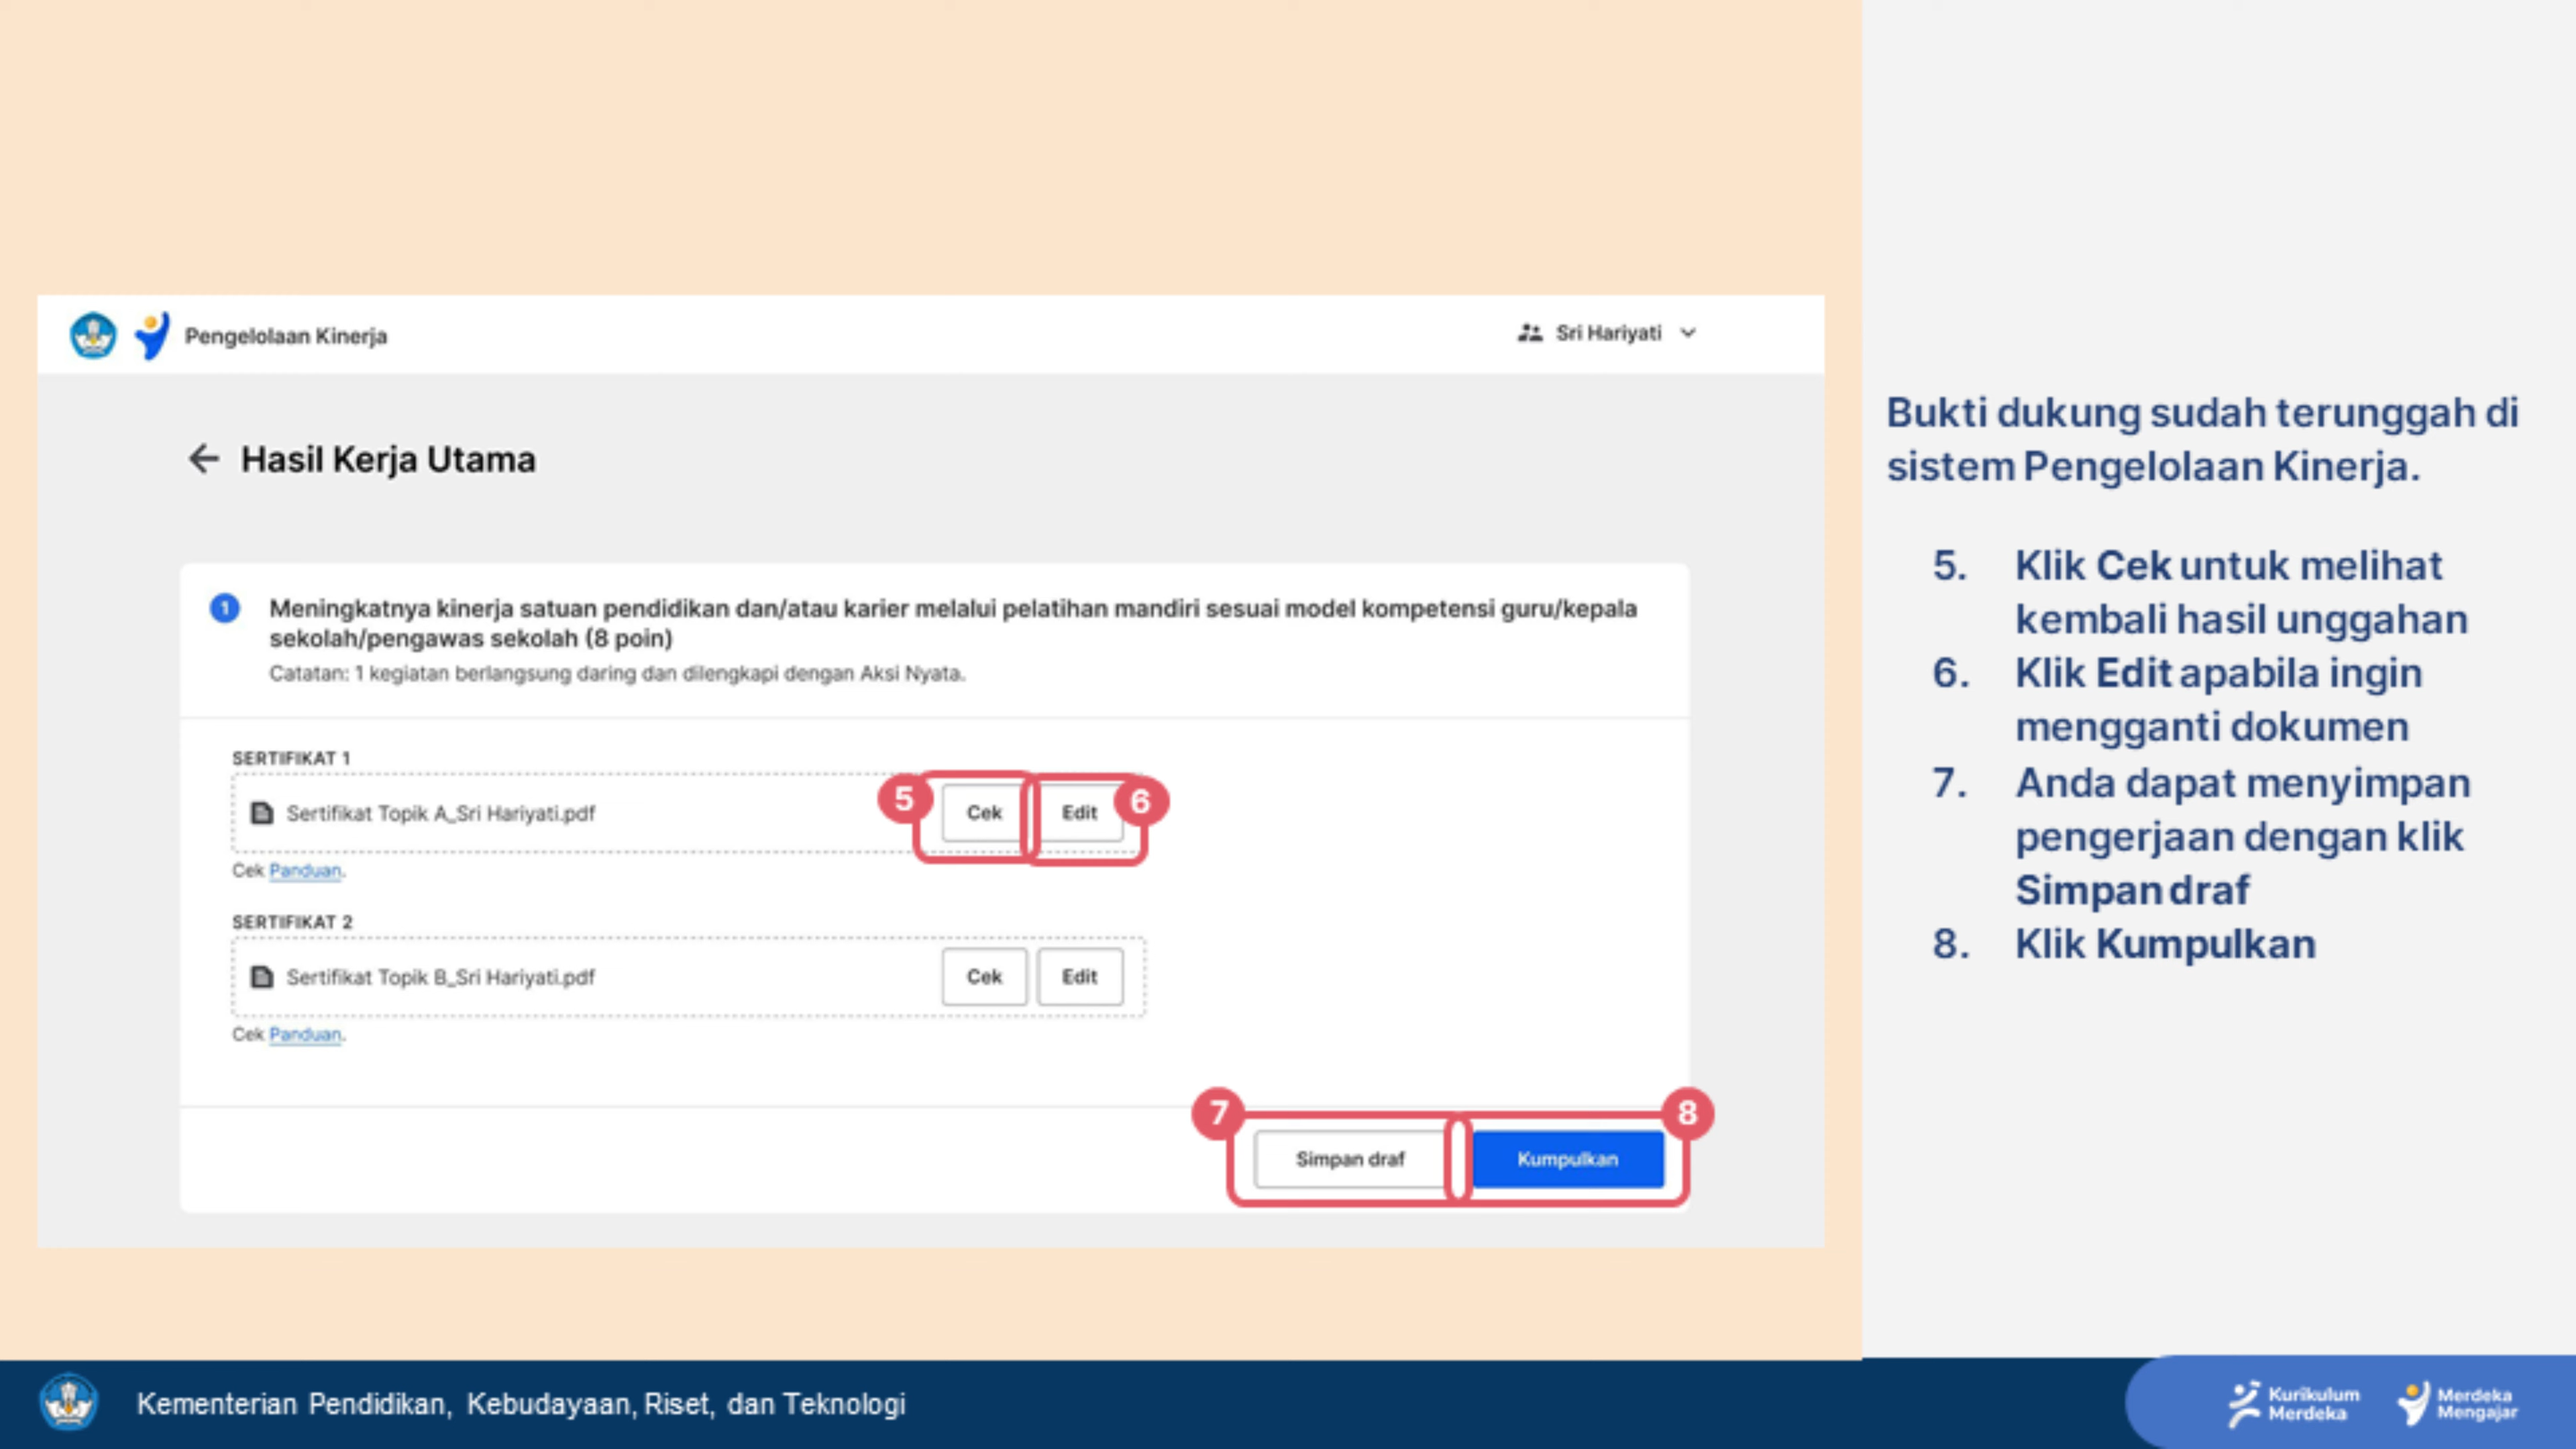 Pengelolaan Kinerja
Sri Hariyati
Hasil Kerja Utama
1 Meningkatnya kinerja satuan pendidikan dan/atau karier melalui pelatihan mandiri sesuai model kompetensi guru/kepala
sekolah/pengawas sekolah (8 poin)
Catatan: 1 kegiatan berlangsung daring dan dilengkapi dengan Aksi Nyata.
SERTIFIKAT 1
Sertifikat Topik A_Sri Hariyati.pdf
5 Cek Edit 6
Cek Panduan.
SERTIFIKAT 2
Sertifikat Topik B_Sri Hariyati.pdf
Cek Edit
Cek Panduan.
7 Simpan draf
Kumpulkan 8
Bukti dukung sudah terunggah di
sistem Pengelolaan Kinerja.
5. Klik Cek untuk melihat
kembali hasil unggahan
6. Klik Edit apabila ingin
mengganti dokumen
7. Anda dapat menyimpan
pengerjaan dengan klik
Simpan draf
8. Klik Kumpulkan
Kementerian Pendidikan, Kebudayaan, Riset, dan Teknologi
Kurikulum
Merdeka
Merdeka
Mengajar